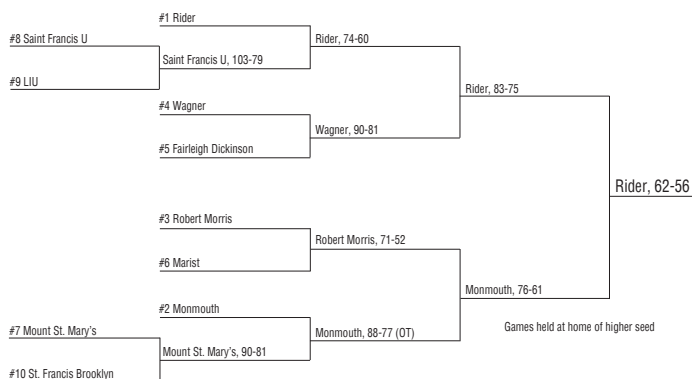 #1 Rider
#8 Saint Francis U
Rider, 74-60
Saint Francis U, 103-79
#9 LIU
Rider, 83-75
#4 Wagner
Wagner, 90-81
#5 Fairleigh Dickinson
Rider, 62-56
#3 Robert Morris
Robert Morris, 71-52
#6 Marist
Monmouth, 76-61
#2 Monmouth
Games held at home of higher seed
#7 Mount St. Mary's
Monmouth, 88-77 (OT)
Mount St. Mary's, 90-81
#10 St. Francis Brooklyn